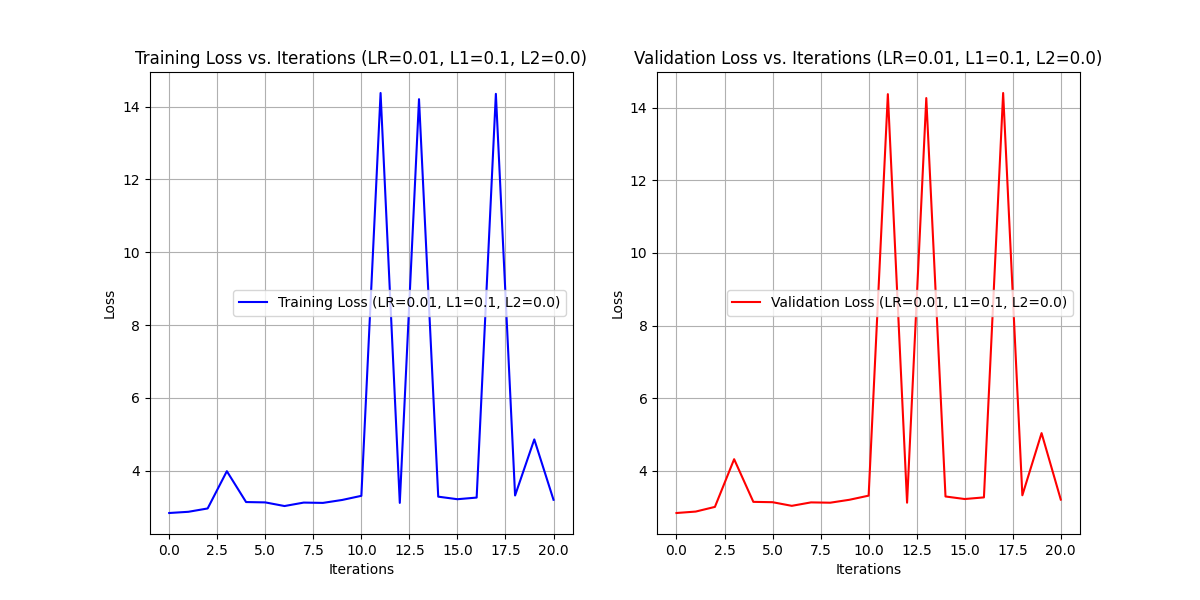 Training Loss vs. Iterations (LR=0.01, L1=0.1, L2=0.0)
14
12
10
8
6
4
Loss
Training Loss (LR=0.01, L1=0.1, L2=0.0)
0.0 2.5 5.0 7.5 10.0 12.5 15.0 17.5 20.0
Iterations
Validation Loss vs. Iterations (LR=0.01, L1=0.1, L2=0.0)
14
12
10
8
6
4
Loss
Validation Loss (LR=0.01, L1=0.1, L2=0.0)
0.0 2.5 5.0 7.5 10.0 12.5 15.0 17.5 20.0
Iterations